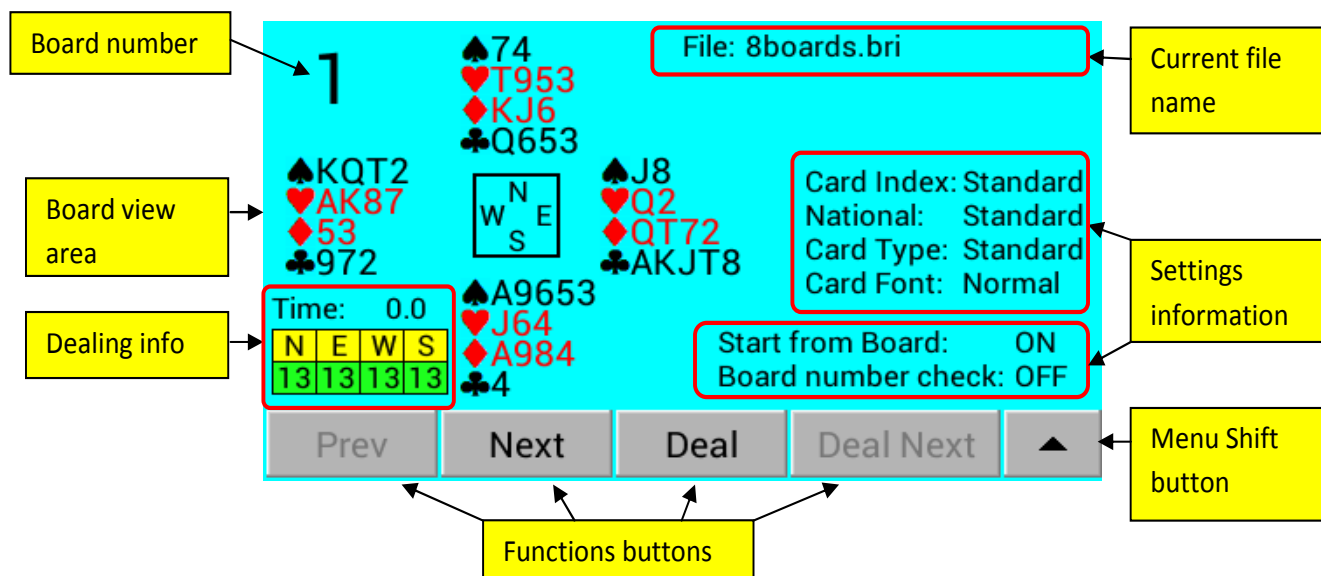 Board number
1
♠74
♥T953
♦KJ6
♣Q653
File: 8boards.bri
Current file
name
♠KQT2
♥AK87
♦53
♣972
N
W E
S
♠J8
♥Q2
♦QT72
♣AKJT8
Card Index: Standard
National: Standard
Card Type: Standard
Card Font: Normal
Board view
area
Settings
information
Dealing info
Time: 0.0
N E W S
13 13 13 13
♠A9653
♥J64
♦A984
♣4
Start from Board: ON
Board number check: OFF
Prev
Next
Deal
Deal Next
Menu Shift
button
Functions buttons